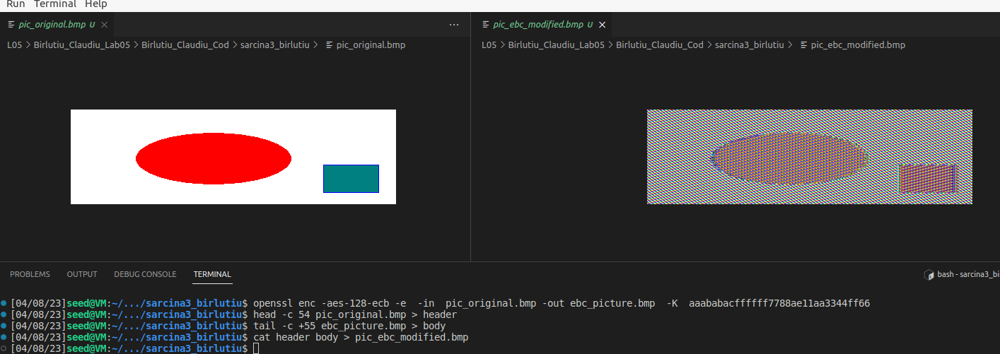 Run Terminal Help
pic_original.bmp U
pic_ebc_modified.bmp U
L05 > Birlutiu_Claudiu_Lab05 > Birlutiu_Claudiu_Cod > sarcina3_birlutiu > pic_original.bmp
L05 > Birlutiu_Claudiu_Lab05 > Birlutiu_Claudiu_Cod > sarcina3_birlutiu > pic_ebc_modified.bmp
PROBLEMS OUTPUT DEBUG CONSOLE TERMINAL
bash - sarcina3_bi
[04/08/23]seed@VM:~/.../sarcina3_birlutiu$ openssl enc -aes-128-ecb -e -in pic_original.bmp -out ebc_picture.bmp -K aaababacffffff7788ae11aa3344ff66
[04/08/23]seed@VM:~/.../sarcina3_birlutiu$ head -c 54 pic_original.bmp > header
[04/08/23]seed@VM:~/.../sarcina3_birlutiu$ tail -c +55 ebc_picture.bmp > body
[04/08/23]seed@VM:~/.../sarcina3_birlutiu$ cat header body > pic_ebc_modified.bmp
[04/08/23]seed@VM:~/.../sarcina3_birlutiu$